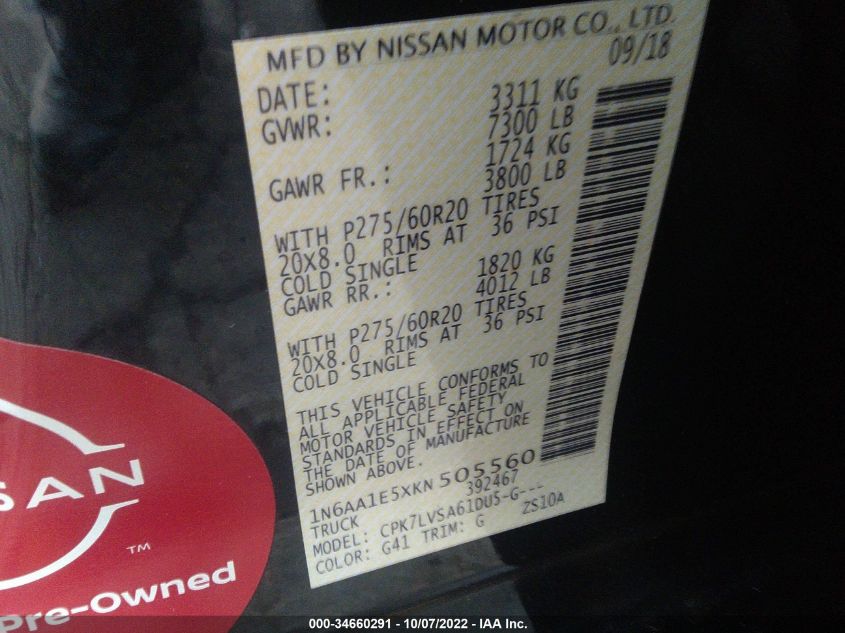 MFD BY NISSAN MOTOR CO., LTD.
DATE: 09/18
GVWR: 3311 KG
7300 LB
GAWR FR.: 1724 KG
3800 LB
WITH P275/60R20 TIRES
20X8.0 RIMS AT 36 PSI
COLD SINGLE
GAWR RR.: 1820 KG
4012 LB
WITH P275/60R20 TIRES
20X8.0 RIMS AT 36 PSI
COLD SINGLE
THIS VEHICLE CONFORMS TO
ALL APPLICABLE FEDERAL
MOTOR VEHICLE SAFETY
STANDARDS IN EFFECT ON
THE DATE OF MANUFACTURE
SHOWN ABOVE.
1N6AA1E5XKN505560
TRUCK 392467
MODEL: CPK7LVSA61DU5-G---
COLOR: G41 TRIM: G ZS10A
SAN
TM
Pre-Owned
000-34660291 - 10/07/2022 - IAA Inc.